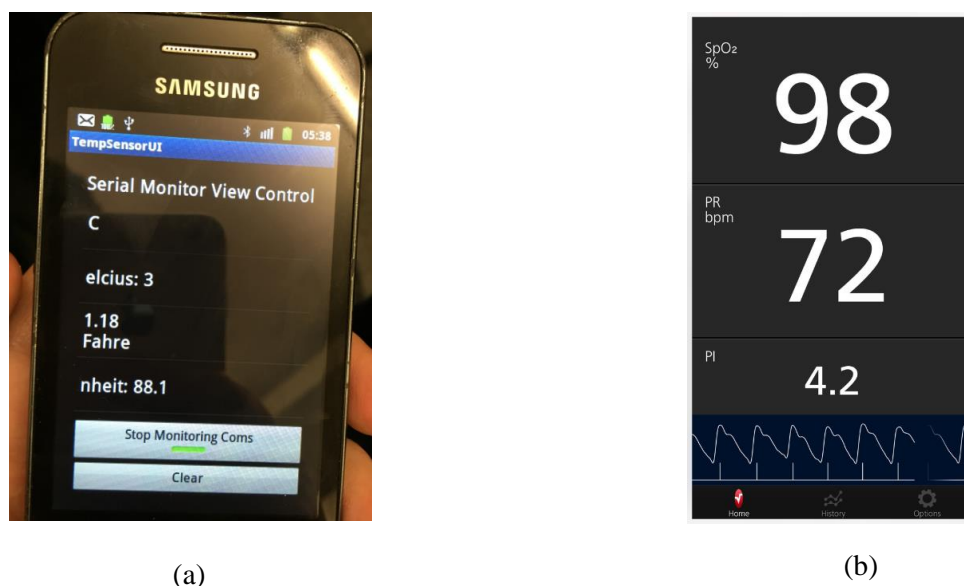 SAMSUNG
100%
05:38
TempSensorUI
Serial Monitor View Control
C
elcius: 3
1.18
Fahre
nheit: 88.1
Stop Monitoring Coms
Clear
(a)
SpO₂
%
98
PR
bpm
72
PI
4.2
Home
History
Options
(b)